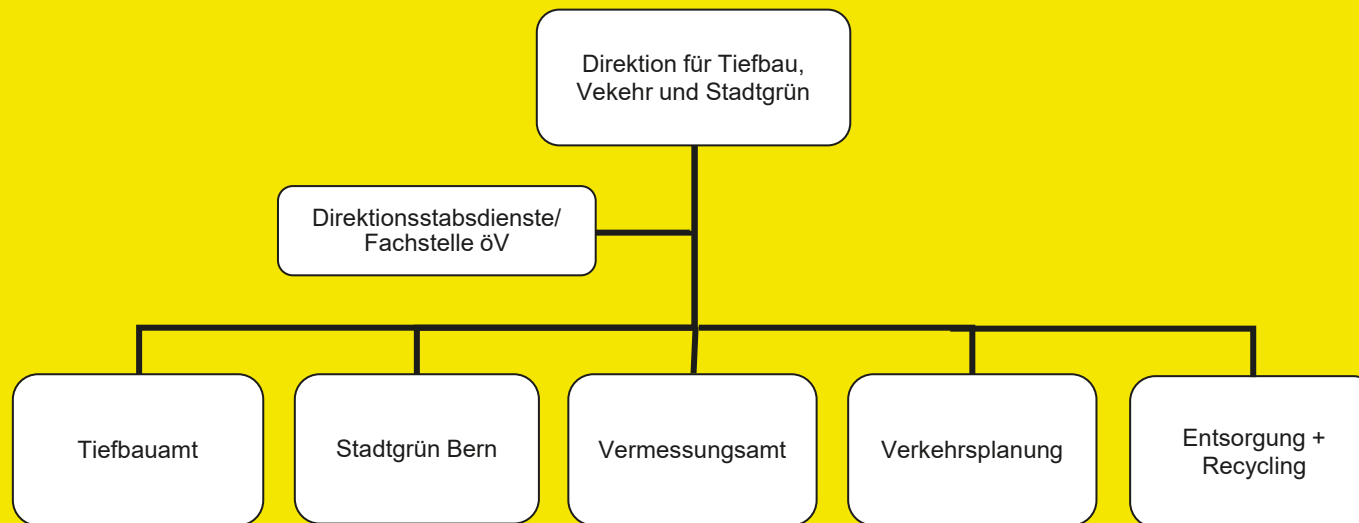 Direktion für Tiefbau,
Vekehr und Stadtgrün
Direktionsstabsdienste/
Fachstelle öV
Tiefbauamt
Stadtgrün Bern
Vermessungsamt
Verkehrsplanung
Entsorgung +
Recycling